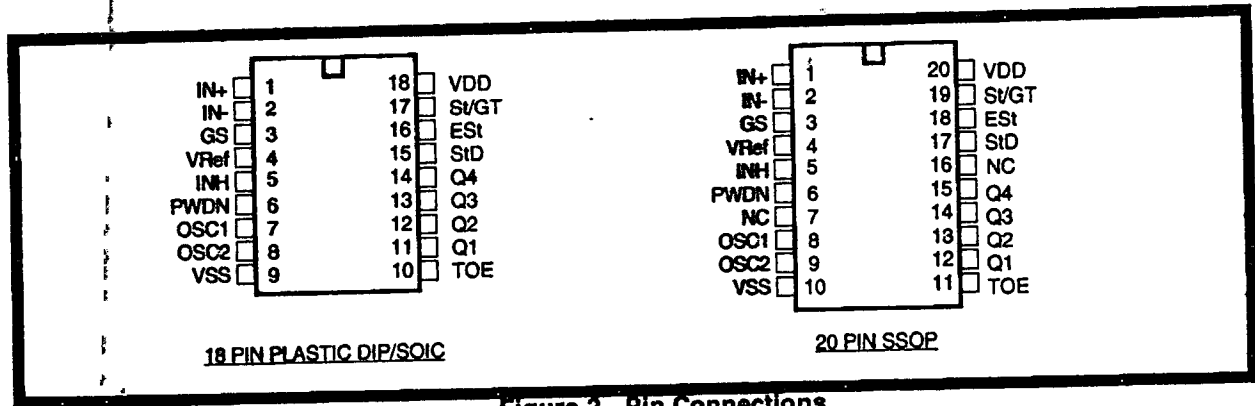 IN+ 1 18 VDD
IN- 2 17 St/GT
GS 3 16 ESt
VRef 4 15 StD
INH 5 14 Q4
PWDN 6 13 Q3
OSC1 7 12 Q2
OSC2 8 11 Q1
VSS 9 10 TOE
18 PIN PLASTIC DIP/SOIC
IN+ 1 20 VDD
IN- 2 19 St/GT
GS 3 18 ESt
VRef 4 17 StD
INH 5 16 NC
PWDN 6 15 Q4
NC 7 14 Q3
OSC1 8 13 Q2
OSC2 9 12 Q1
VSS 10 11 TOE
20 PIN SSOP
Figure 2 Pin Connections